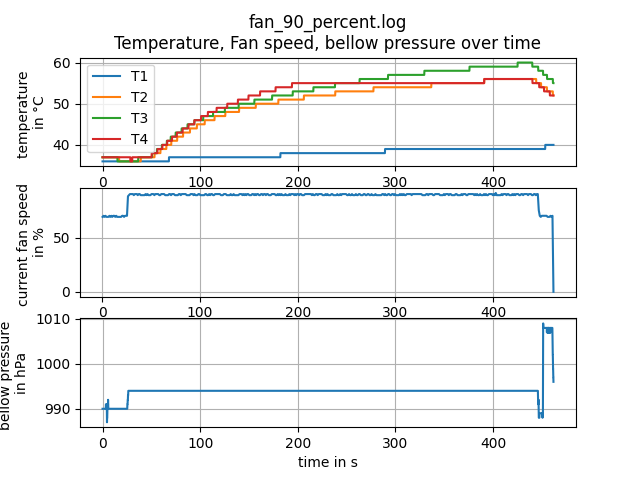 fan_90_percent.log
Temperature, Fan speed, bellow pressure over time
temperature
in °C
60
50
40
T1
T2
T3
T4
0 100 200 300 400
current fan speed
in %
50
0
0 100 200 300 400
bellow pressure
in hPa
1010
1000
990
0 100 200 300 400
time in s